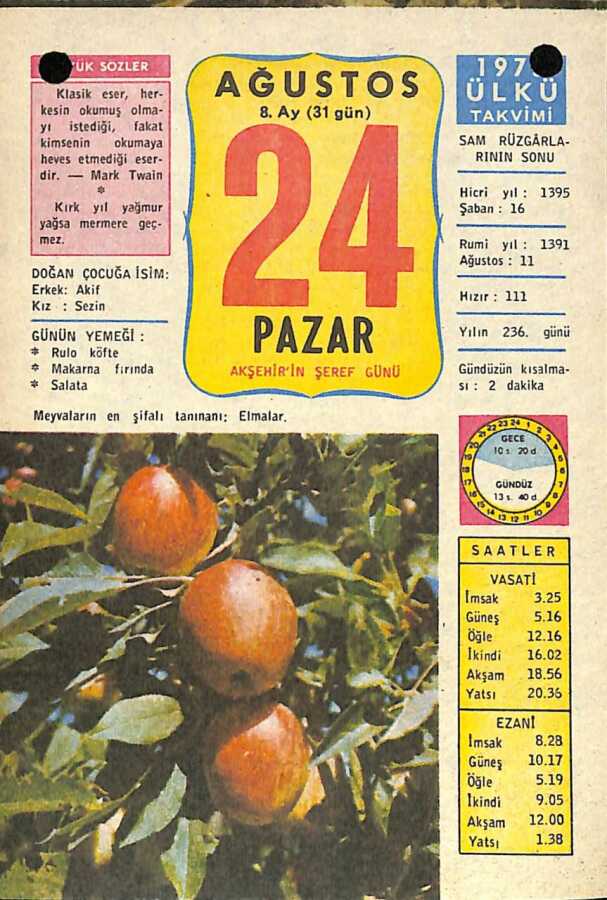 ÜK SÖZLER
Klasik eser, her-
kesin okumuş olma-
yı istediği, fakat
kimsenin okumaya
heves etmediği eser-
dir. — Mark Twain
*
Kırk yıl yağmur
yağsa mermere geç-
mez.
DOĞAN ÇOCUĞA İSİM:
Erkek: Akif
Kız : Sezin
GÜNÜN YEMEĞİ :
* Rulo köfte
* Makarna fırında
* Salata
AĞUSTOS
8. Ay (31 gün)
24
PAZAR
AKŞEHİR'İN ŞEREF GÜNÜ
197
ÜLKÜ
TAKVİMİ
SAM RÜZGÂRLA-
RININ SONU
Hicri yıl : 1395
Şaban : 16
Rumi yıl : 1391
Ağustos : 11
Hızır : 111
Yılın 236. günü
Gündüzün kısalma-
sı : 2 dakika
Meyvaların en şifalı tanınanı: Elmalar.
GECE
10 s. 20 d.
GÜNDÜZ
13 s. 40 d.
SAATLER
VASATİ
İmsak 3.25
Güneş 5.16
Öğle 12.16
İkindi 16.02
Akşam 18.56
Yatsı 20.36
EZANİ
İmsak 8.28
Güneş 10.17
Öğle 5.19
İkindi 9.05
Akşam 12.00
Yatsı 1.38